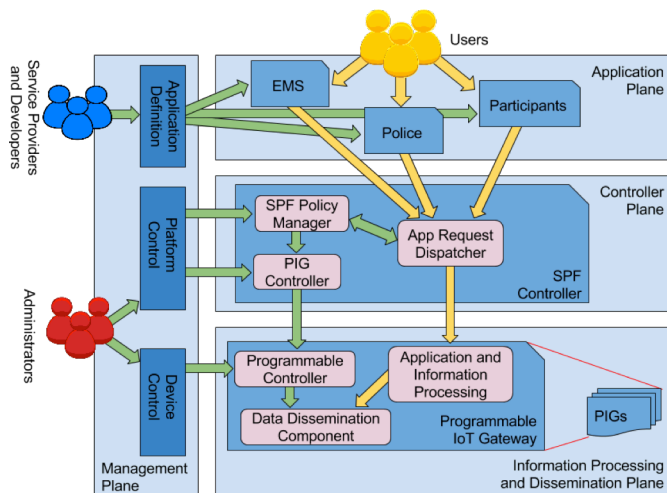 Users
Service Providers
and Developers
Application
Definition
EMS
Police
Participants
Application
Plane
Platform
Control
SPF Policy
Manager
App Request
Dispatcher
PIG
Controller
SPF
Controller
Controller
Plane
Administrators
Device
Control
Programmable
Controller
Application and
Information
Processing
Data Dissemination
Component
Programmable
IoT Gateway
PIGs
Management
Plane
Information Processing
and Dissemination Plane